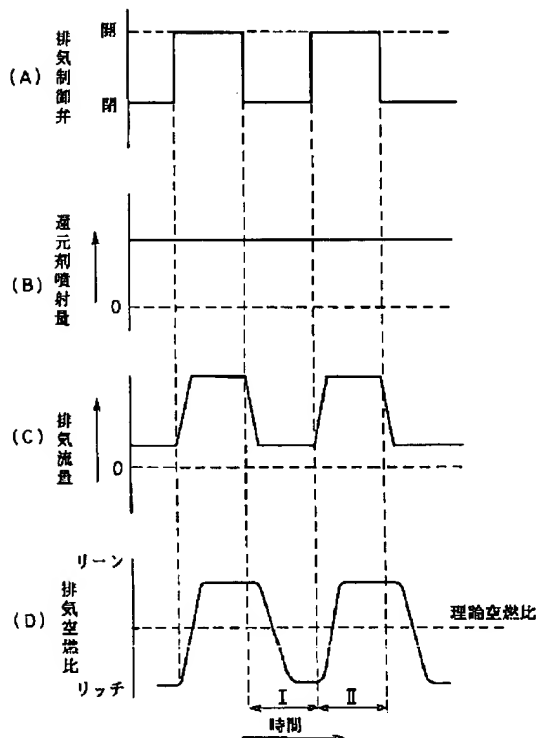 (A)
排気制御弁
開
閉
(B)
還元剤噴射量
0
(C)
排気流量
0
(D)
排気空燃比
リーン
理論空燃比
リッチ
I
II
時間